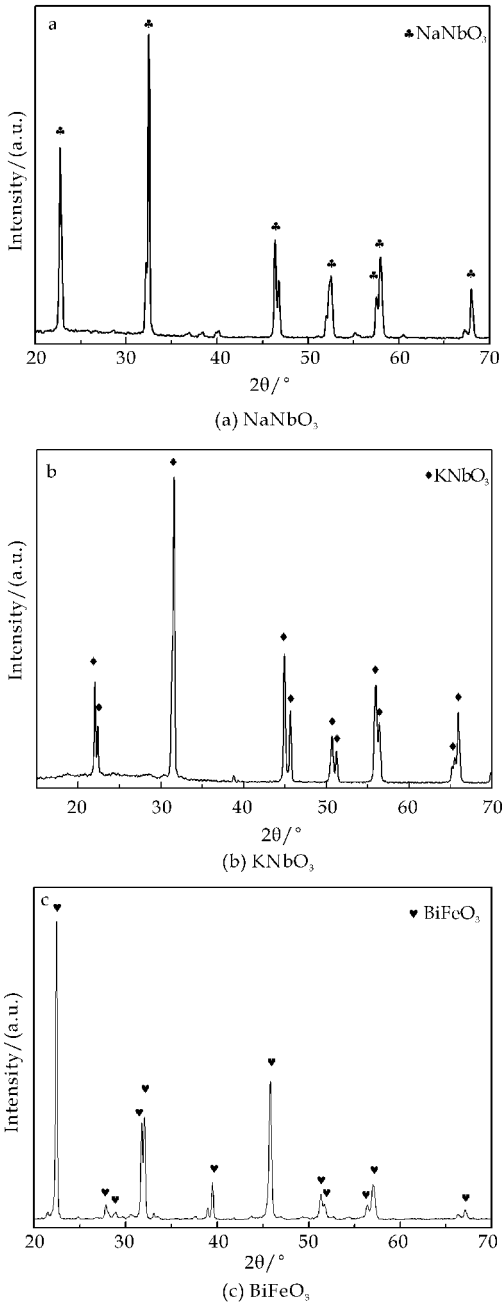 a
♣NaNbO₃
Intensity/(a.u.)
20 30 40 50 60 70
2θ/°
(a) NaNbO₃
b
♦KNbO₃
Intensity/(a.u.)
20 30 40 50 60 70
2θ/°
(b) KNbO₃
c
♥ BiFeO₃
Intensity/(a.u.)
20 30 40 50 60 70
2θ/°
(c) BiFeO₃